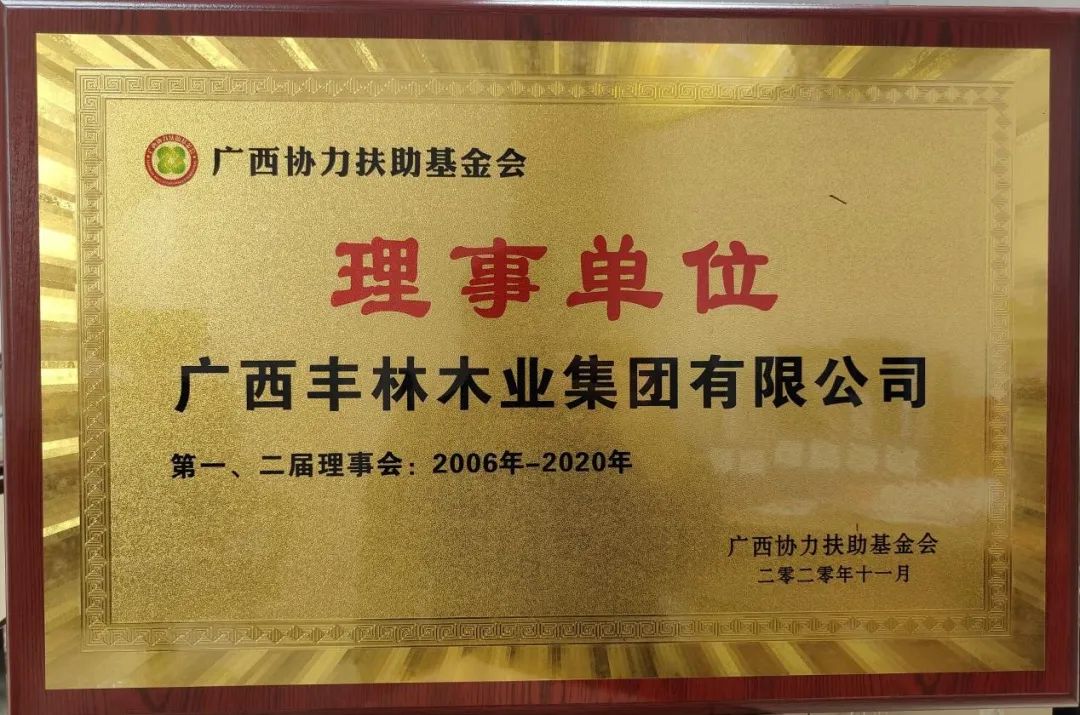 广西协力扶助基金会
理事单位
广西丰林木业集团有限公司
第一、二届理事会：2006年-2020年
广西协力扶助基金会
二零二零年十一月